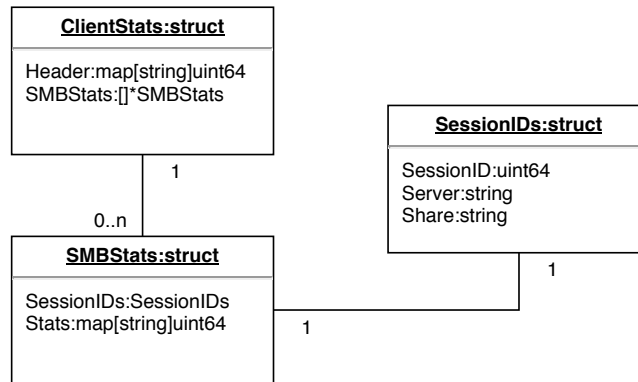 ClientStats:struct
Header:map[string]uint64
SMBStats:[]*SMBStats
1
0..n
SMBStats:struct
SessionIDs:SessionIDs
Stats:map[string]uint64
1
SessionIDs:struct
SessionID:uint64
Server:string
Share:string
1